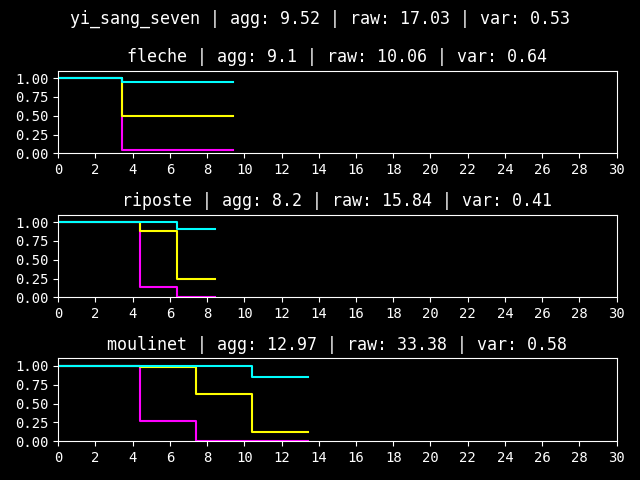 yi_sang_seven | agg: 9.52 | raw: 17.03 | var: 0.53
fleche | agg: 9.1 | raw: 10.06 | var: 0.64
1.00
0.75
0.50
0.25
0.00
0 2 4 6 8 10 12 14 16 18 20 22 24 26 28 30
riposte | agg: 8.2 | raw: 15.84 | var: 0.41
1.00
0.75
0.50
0.25
0.00
0 2 4 6 8 10 12 14 16 18 20 22 24 26 28 30
moulinet | agg: 12.97 | raw: 33.38 | var: 0.58
1.00
0.75
0.50
0.25
0.00
0 2 4 6 8 10 12 14 16 18 20 22 24 26 28 30